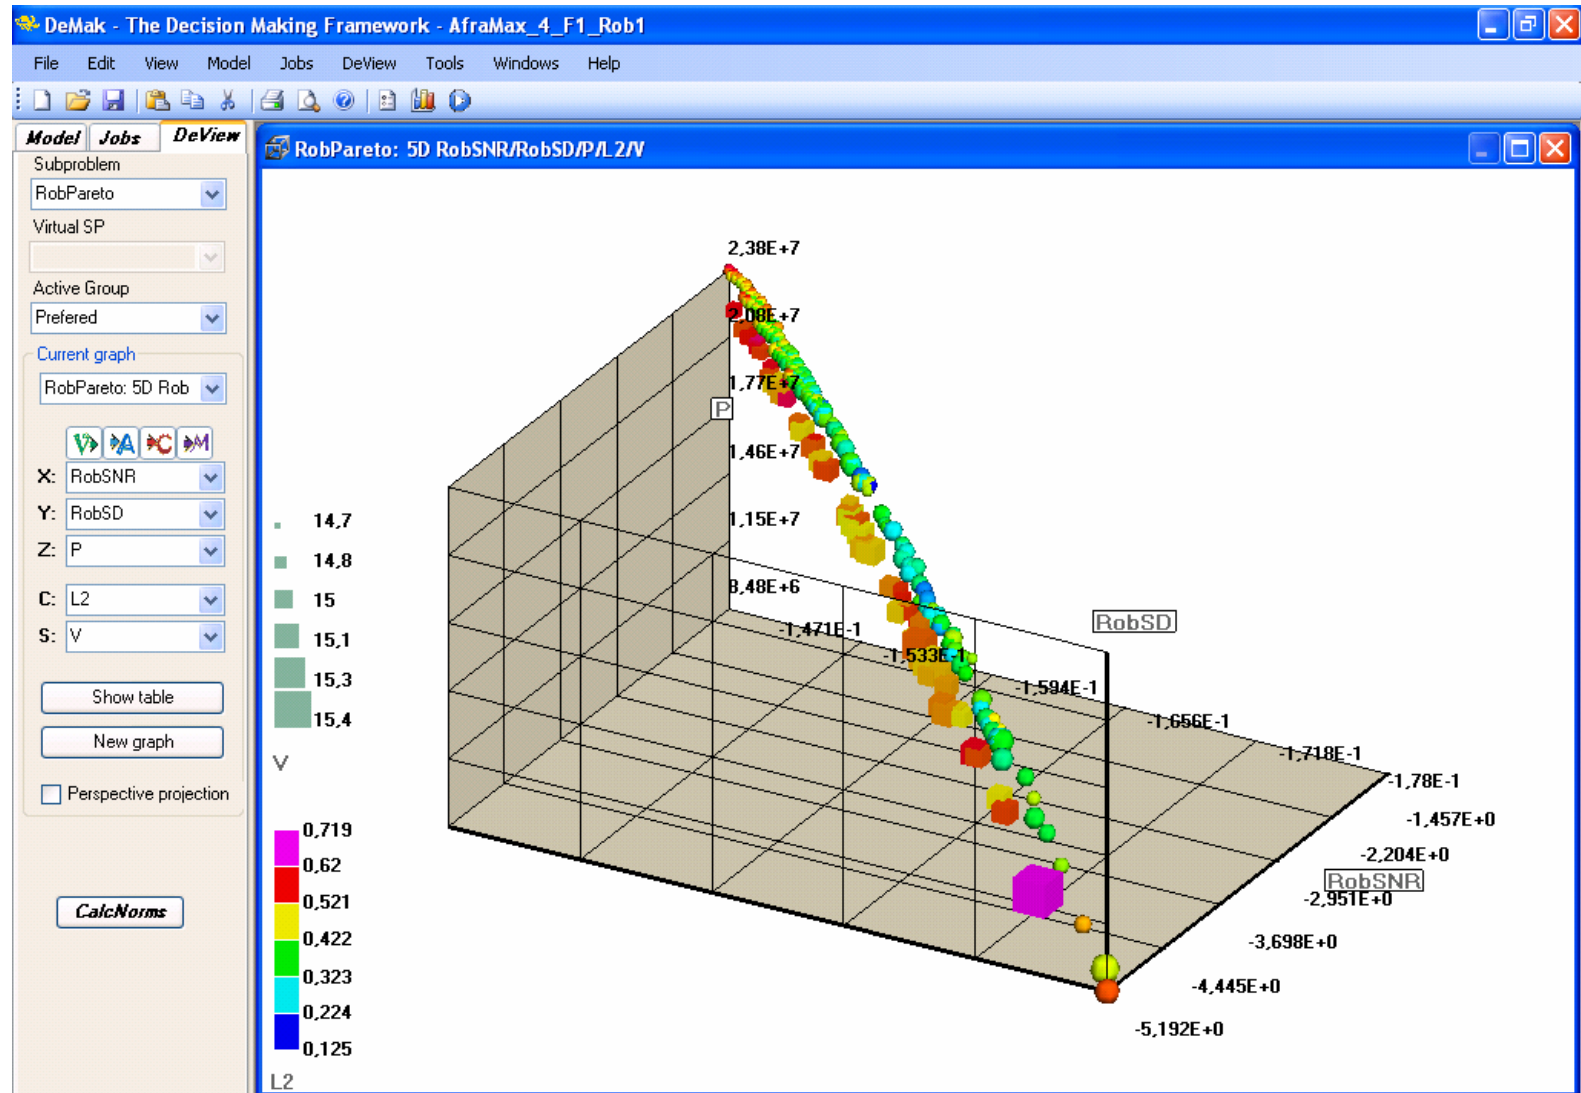 DeMak - The Decision Making Framework - AfraMax_4_F1_Rob1
File Edit View Model Jobs DeView Tools Windows Help
Model Jobs DeView
Subproblem
RobPareto
Virtual SP
Active Group
Prefered
Current graph
RobPareto: 5D Rob
V A C M
X: RobSNR
Y: RobSD
Z: P
C: L2
S: V
Show table
New graph
Perspective projection
CalcNorms
RobPareto: 5D RobSNR/RobSD/P/L2/V
2,38E+7
2,08E+7
1,77E+7
P
1,46E+7
1,15E+7
8,48E+6
-1,471E-1
-1,533E-1
-1,594E-1
-1,656E-1
-1,718E-1
-1,78E-1
RobSD
-1,457E+0
-2,204E+0
RobSNR
-2,951E+0
-3,698E+0
-4,445E+0
-5,192E+0
14,7
14,8
15
15,1
15,3
15,4
V
0,719
0,62
0,521
0,422
0,323
0,224
0,125
L2